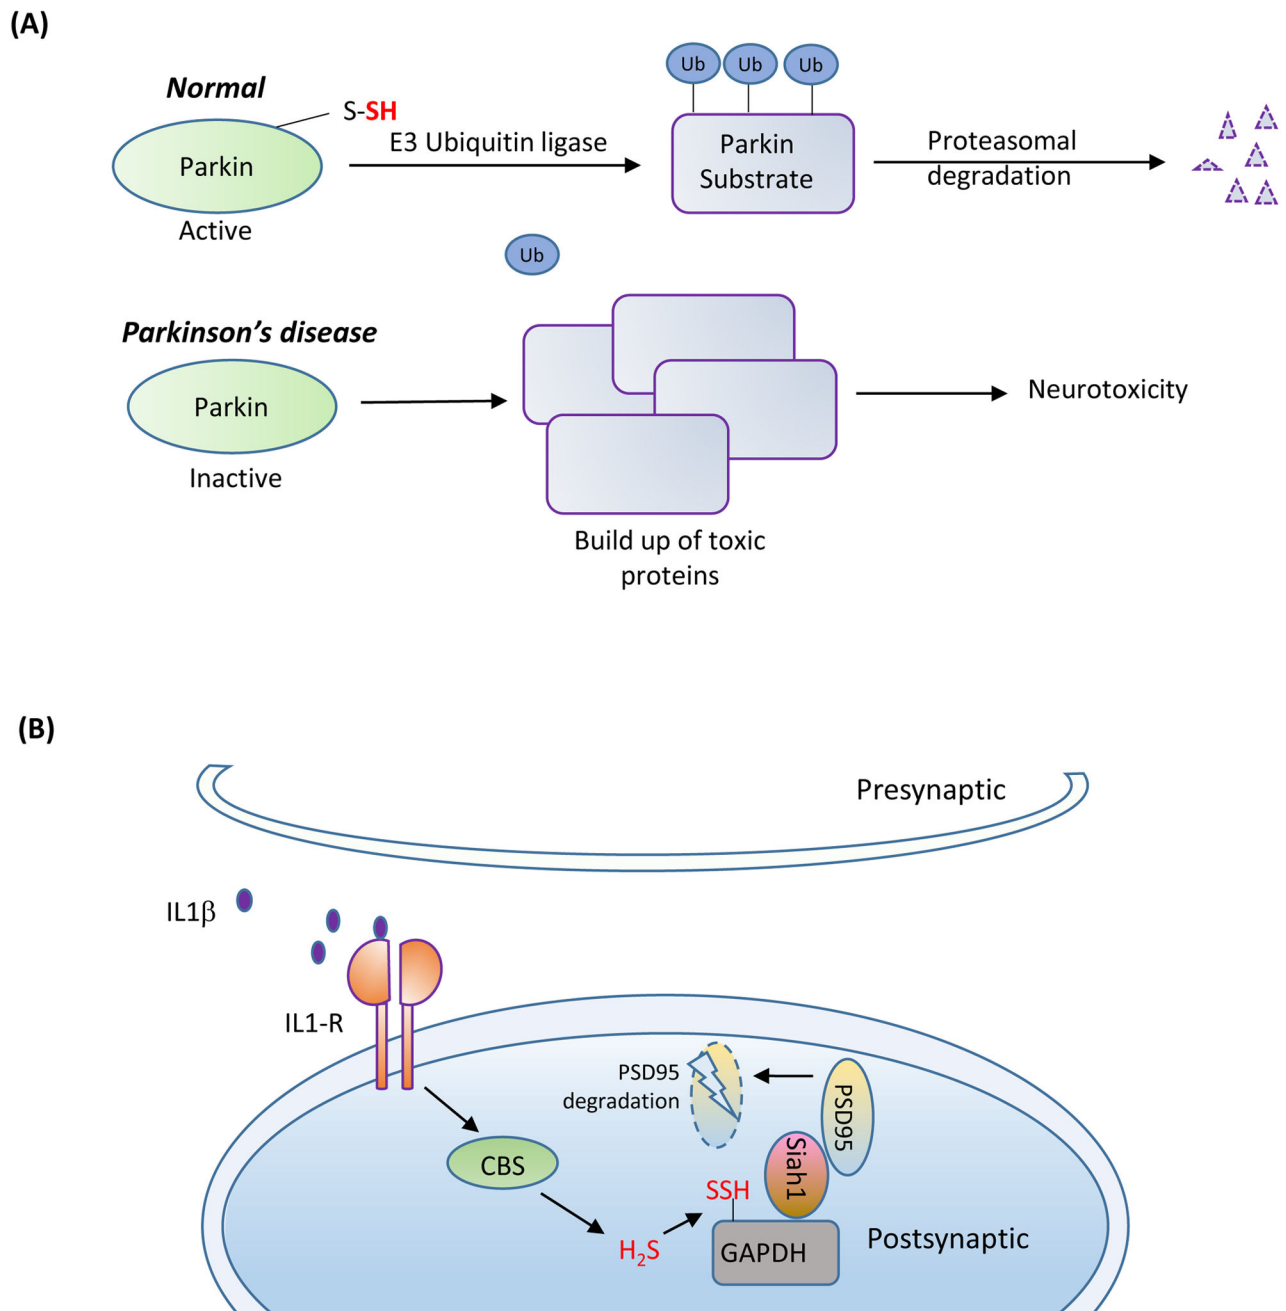 (A)
Normal
S-SH
Parkin
Active
E3 Ubiquitin ligase
Ub Ub Ub
Parkin
Substrate
Proteasomal
degradation
Ub
Parkinson’s disease
Parkin
Inactive
Build up of toxic
proteins
Neurotoxicity
(B)
Presynaptic
IL1β
IL1-R
CBS
H₂S
SSH
GAPDH
Siah1
PSD95
PSD95
degradation
Postsynaptic